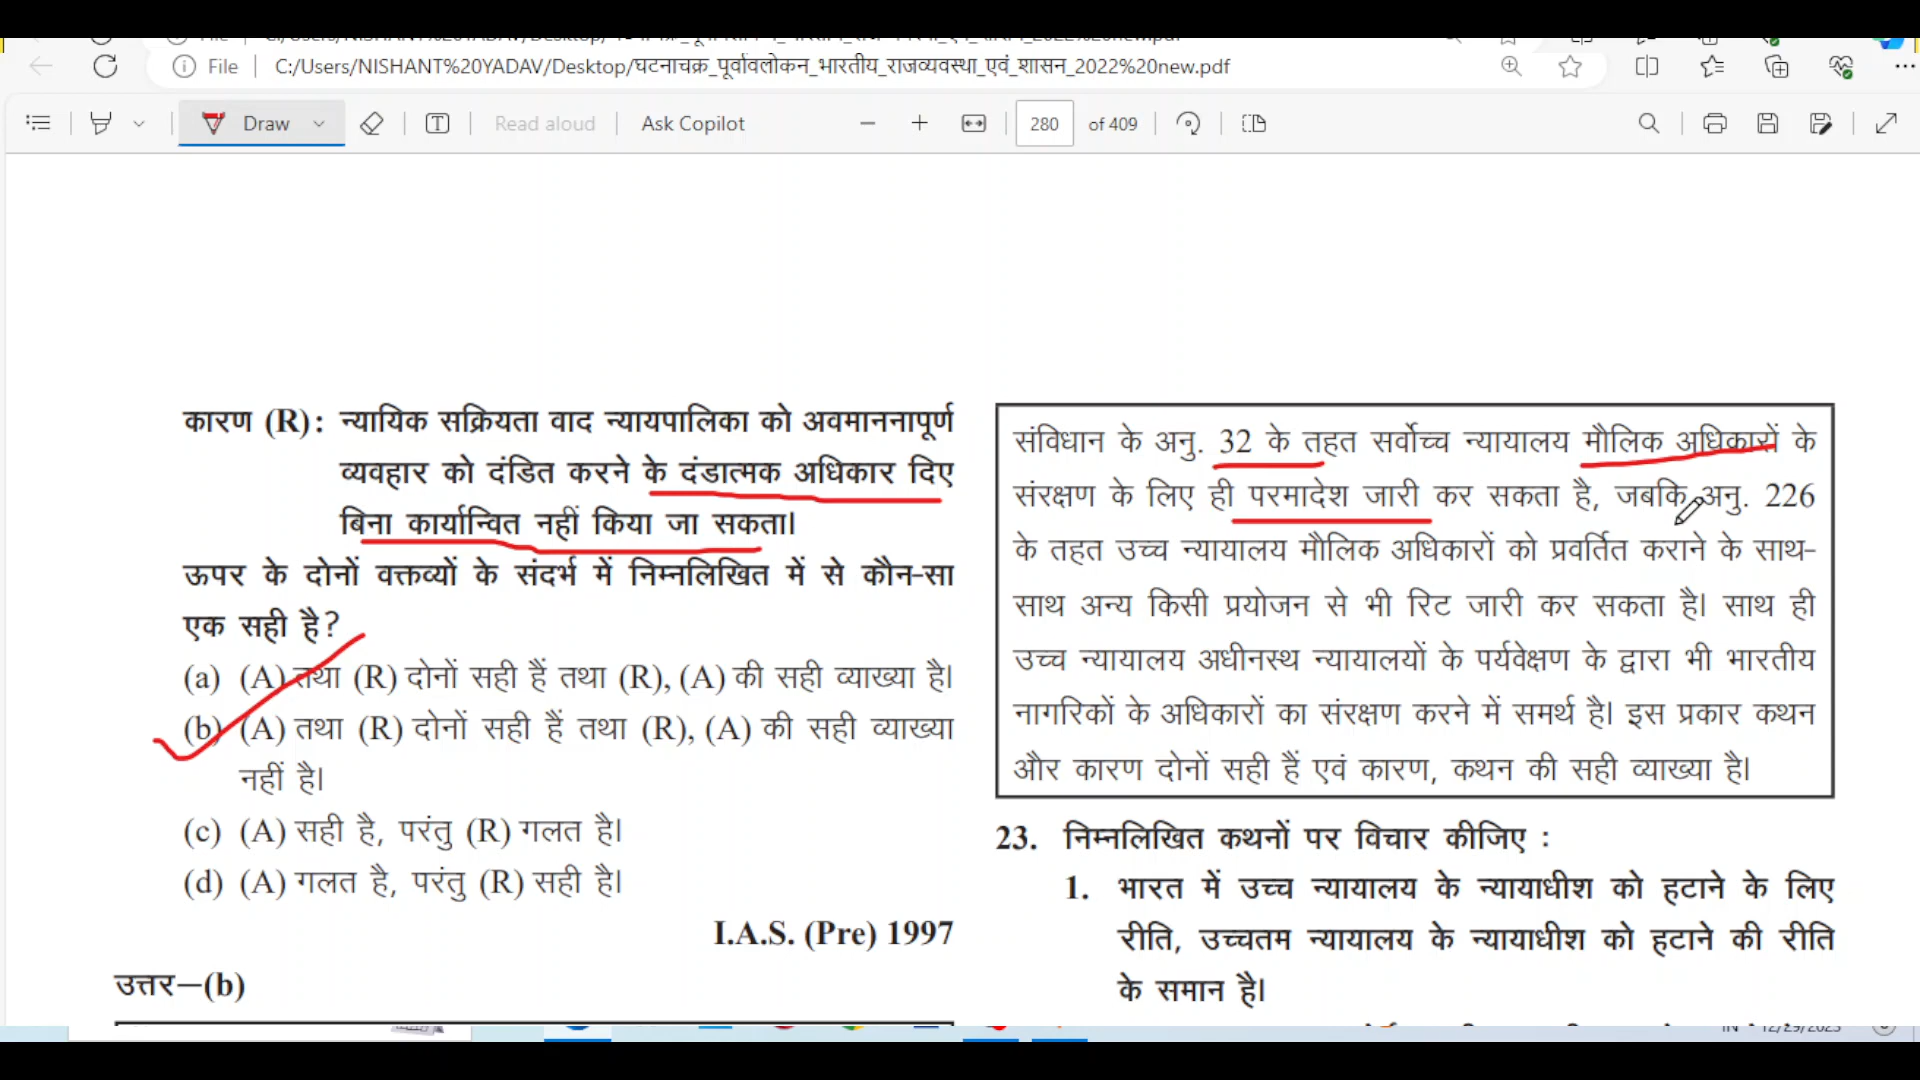 File
C:/Users/NISHANT%20YADAV/Desktop/घटनाचक्र_पूर्वावलोकन_भारतीय_राजव्यवस्था_एवं_शासन_2022%20new.pdf
Draw
Read aloud
Ask Copilot
280 of 409
कारण (R): न्यायिक सक्रियता वाद न्यायपालिका को अवमाननापूर्ण
व्यवहार को दंडित करने के दंडात्मक अधिकार दिए
बिना कार्यान्वित नहीं किया जा सकता।
ऊपर के दोनों वक्तव्यों के संदर्भ में निम्नलिखित में से कौन-सा
एक सही है?
(a) (A) तथा (R) दोनों सही हैं तथा (R), (A) की सही व्याख्या है।
(b) (A) तथा (R) दोनों सही हैं तथा (R), (A) की सही व्याख्या
नहीं है।
(c) (A) सही है, परंतु (R) गलत है।
(d) (A) गलत है, परंतु (R) सही है।
I.A.S. (Pre) 1997
उत्तर—(b)
संविधान के अनु. 32 के तहत सर्वोच्च न्यायालय मौलिक अधिकारों के
संरक्षण के लिए ही परमादेश जारी कर सकता है, जबकि अनु. 226
के तहत उच्च न्यायालय मौलिक अधिकारों को प्रवर्तित कराने के साथ-
साथ अन्य किसी प्रयोजन से भी रिट जारी कर सकता है। साथ ही
उच्च न्यायालय अधीनस्थ न्यायालयों के पर्यवेक्षण के द्वारा भी भारतीय
नागरिकों के अधिकारों का संरक्षण करने में समर्थ है। इस प्रकार कथन
और कारण दोनों सही हैं एवं कारण, कथन की सही व्याख्या है।
23. निम्नलिखित कथनों पर विचार कीजिए :
1. भारत में उच्च न्यायालय के न्यायाधीश को हटाने के लिए
रीति, उच्चतम न्यायालय के न्यायाधीश को हटाने की रीति
के समान है।
IN 12/29/2023